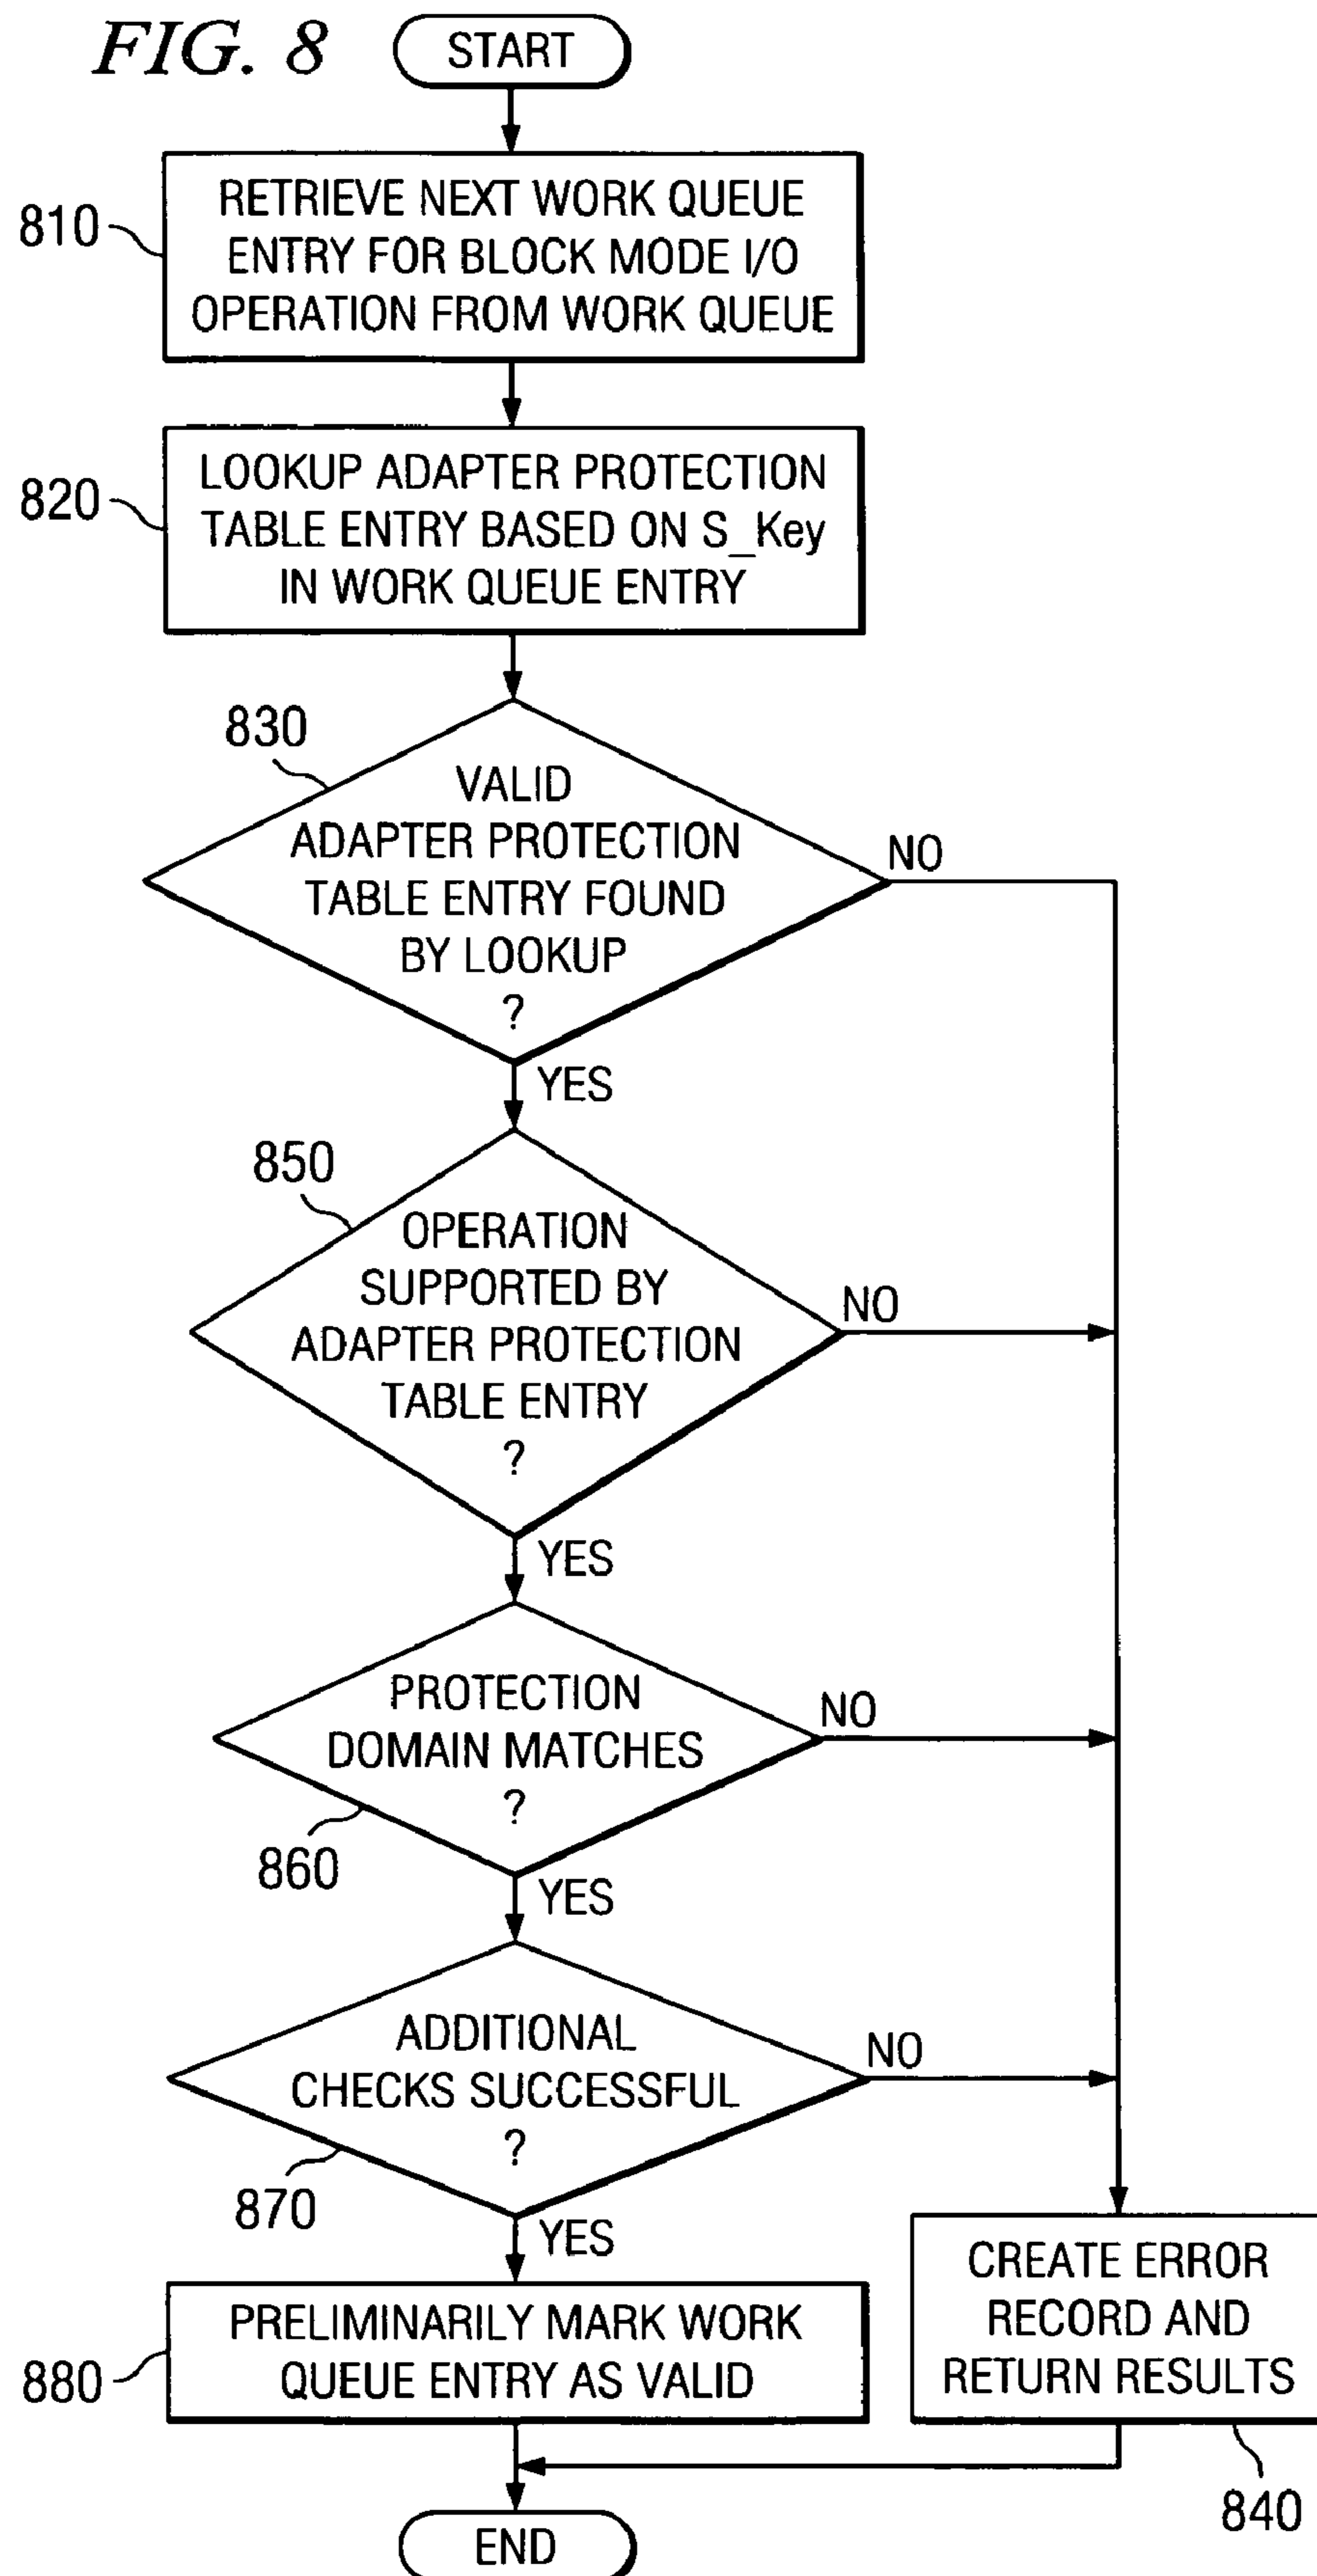 FIG. 8
START
810
RETRIEVE NEXT WORK QUEUE
ENTRY FOR BLOCK MODE I/O
OPERATION FROM WORK QUEUE
820
LOOKUP ADAPTER PROTECTION
TABLE ENTRY BASED ON S_Key
IN WORK QUEUE ENTRY
830
VALID
ADAPTER PROTECTION
TABLE ENTRY FOUND
BY LOOKUP
?
NO
YES
850
OPERATION
SUPPORTED BY
ADAPTER PROTECTION
TABLE ENTRY
?
NO
YES
PROTECTION
DOMAIN MATCHES
?
NO
860
YES
ADDITIONAL
CHECKS SUCCESSFUL
?
NO
870
YES
880
PRELIMINARILY MARK WORK
QUEUE ENTRY AS VALID
CREATE ERROR
RECORD AND
RETURN RESULTS
840
END